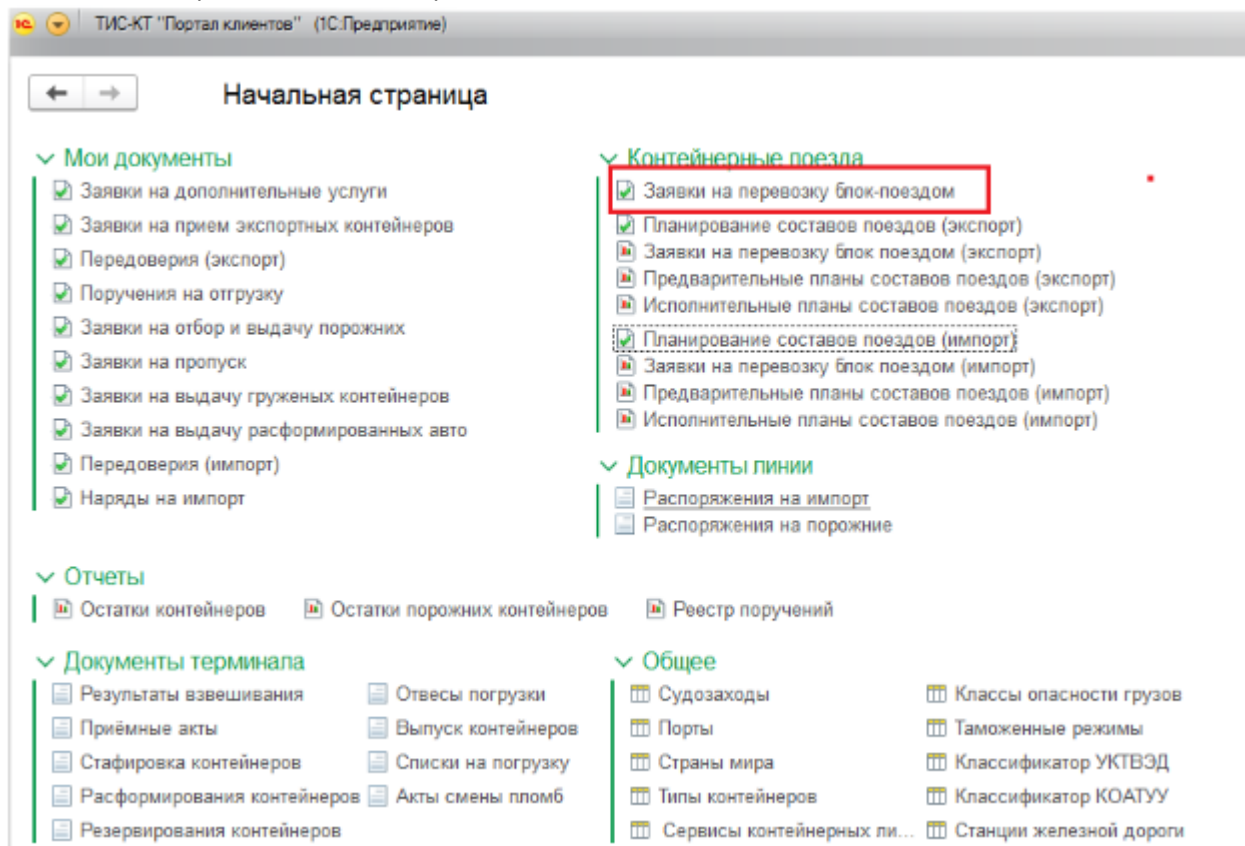 ТИС-КТ "Портал клиентов" (1С:Предприятие)
Начальная страница
Мои документы
Заявки на дополнительные услуги
Заявки на прием экспортных контейнеров
Передоверия (экспорт)
Поручения на отгрузку
Заявки на отбор и выдачу порожних
Заявки на пропуск
Заявки на выдачу груженых контейнеров
Заявки на выдачу расформированных авто
Передоверия (импорт)
Наряды на импорт
Контейнерные поезда
Заявки на перевозку блок-поездом
Планирование составов поездов (экспорт)
Заявки на перевозку блок поездом (экспорт)
Предварительные планы составов поездов (экспорт)
Исполнительные планы составов поездов (экспорт)
Планирование составов поездов (импорт)
Заявки на перевозку блок поездом (импорт)
Предварительные планы составов поездов (импорт)
Исполнительные планы составов поездов (импорт)
Документы линии
Распоряжения на импорт
Распоряжения на порожние
Отчеты
Остатки контейнеров Остатки порожних контейнеров Реестр поручений
Документы терминала
Результаты взвешивания Отвесы погрузки
Приёмные акты Выпуск контейнеров
Стафировка контейнеров Списки на погрузку
Расформирования контейнеров Акты смены пломб
Резервирования контейнеров
Общее
Судозаходы Классы опасности грузов
Порты Таможенные режимы
Страны мира Классификатор УКТВЭД
Типы контейнеров Классификатор КОАТУУ
Сервисы контейнерных ли... Станции железной дороги